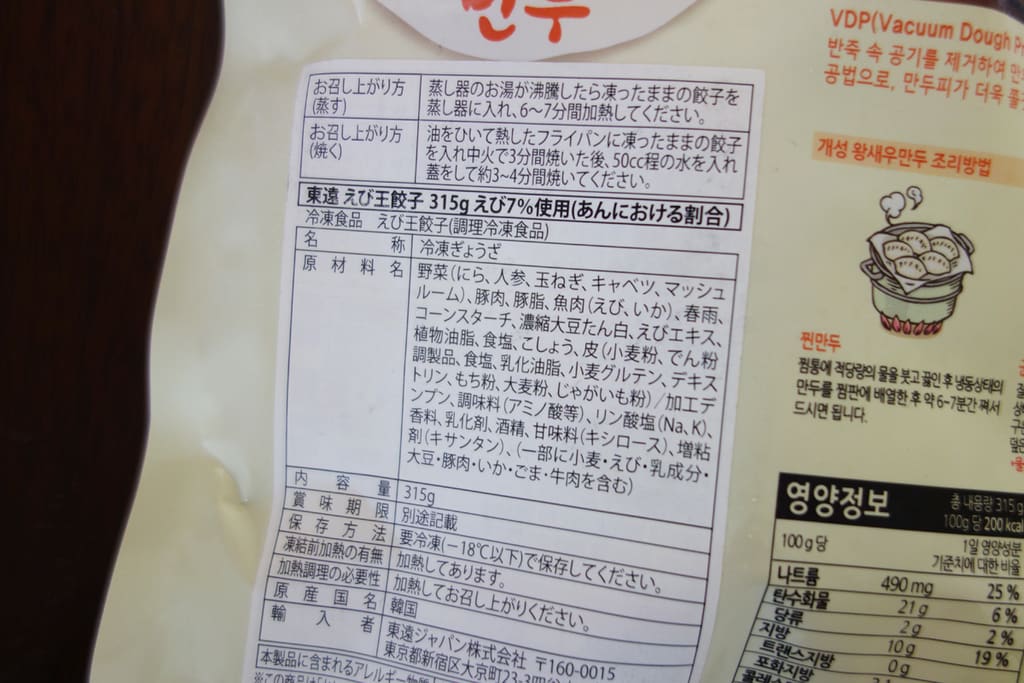 만두
お召し上がり方
(蒸す)
蒸し器のお湯が沸騰したら凍ったままの餃子を
蒸し器に入れ、6～7分間加熱してください。
お召し上がり方
(焼く)
油をひいて熱したフライパンに凍ったままの餃子
を入れ中火で3分間焼いた後、50cc程の水を入れ
蓋をして約3~4分間焼いてください。
東遠 えび王餃子 315g えび7%使用(あんにおける割合)
冷凍食品 えび王餃子(調理冷凍食品)
名称 冷凍ぎょうざ
原材料名 野菜(にら、人参、玉ねぎ、キャベツ、マッシュ
ルーム)、豚肉、豚脂、魚肉(えび、いか)、春雨、
コーンスターチ、濃縮大豆たん白、えびエキス、
植物油脂、食塩、こしょう、皮(小麦粉、でん粉
調製品、食塩、乳化油脂、小麦グルテン、デキス
トリン、もち粉、大麦粉、じゃがいも粉)/加工デ
ンプン、調味料(アミノ酸等)、リン酸塩(Na、K)、
香料、乳化剤、酒精、甘味料(キシロース)、増粘
剤(キサンタン)、(一部に小麦・えび・乳成分・
大豆・豚肉・いか・ごま・牛肉を含む)
内容量 315g
賞味期限 別途記載
保存方法 要冷凍(−18℃以下)で保存してください。
凍結前加熱の有無 加熱してあります。
加熱調理の必要性 加熱してお召し上がりください。
原産国名 韓国
輸入者 東遠ジャパン株式会社 〒160-0015
東京都新宿区大京町23-3
本製品に含まれるアレルギー物質
VDP(Vacuum Dough
반죽 속 공기를 제거하여
공법으로, 만두피가 더욱
개성 왕새우만두 조리방법
찐만두
찜통에 적당량의 물을 붓고 끓인 후 냉동상태의
만두를 찜판에 배열한 후 약 6~7분간 쪄서
드시면 됩니다.
영양정보
총 내용량 315g
100g 당 200 kcal
100g당
1일 영양성분
기준치에 대한 비율
나트륨 490 mg 25 %
탄수화물 21 g 6 %
당류 2 g 2 %
지방 10 g 19 %
트랜스지방 0 g
포화지방